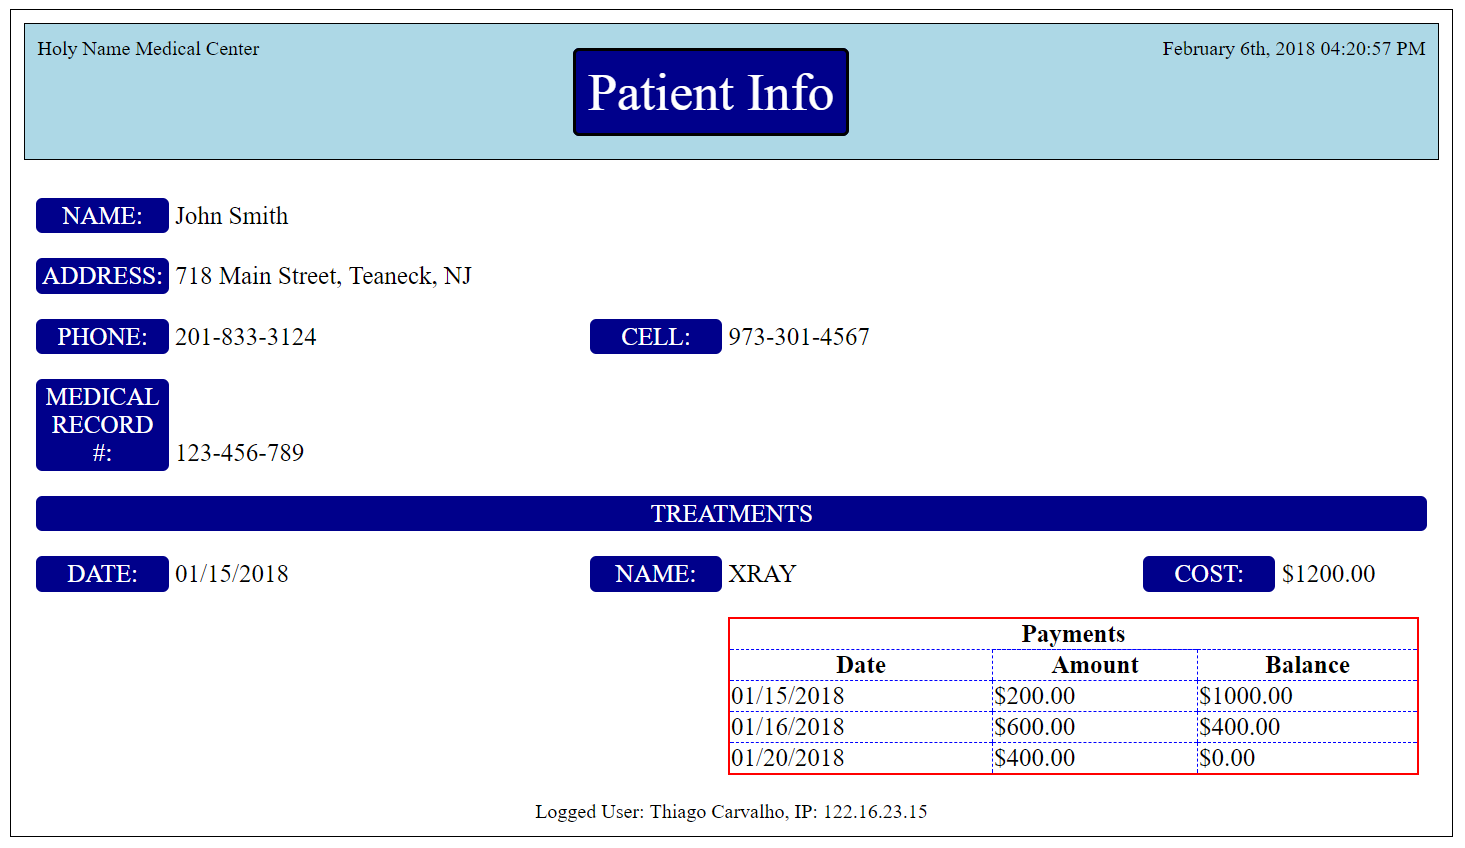 Holy Name Medical Center
February 6th, 2018 04:20:57 PM
Patient Info
NAME: John Smith
ADDRESS: 718 Main Street, Teaneck, NJ
PHONE: 201-833-3124 CELL: 973-301-4567
MEDICAL
RECORD
#: 123-456-789
TREATMENTS
DATE: 01/15/2018 NAME: XRAY COST: $1200.00
Payments
Date Amount Balance
01/15/2018 $200.00 $1000.00
01/16/2018 $600.00 $400.00
01/20/2018 $400.00 $0.00
Logged User: Thiago Carvalho, IP: 122.16.23.15